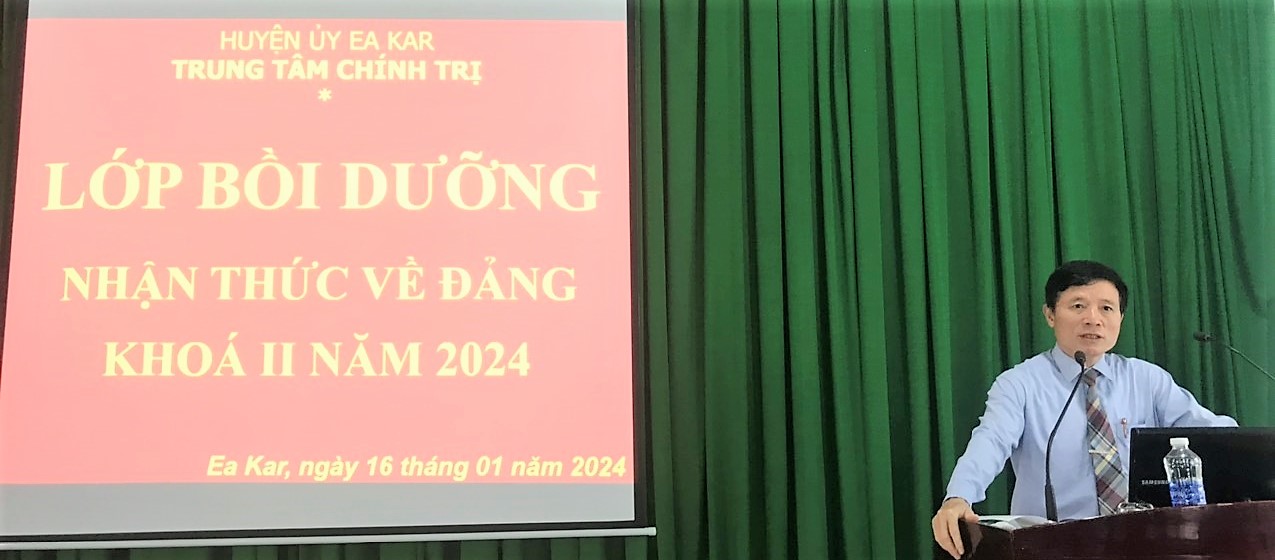 HUYỆN ỦY EA KAR
TRUNG TÂM CHÍNH TRỊ
*
LỚP BỒI DƯỠNG
NHẬN THỨC VỀ ĐẢNG
KHOÁ II NĂM 2024
Ea Kar, ngày 16 tháng 01 năm 2024
SAMSUNG